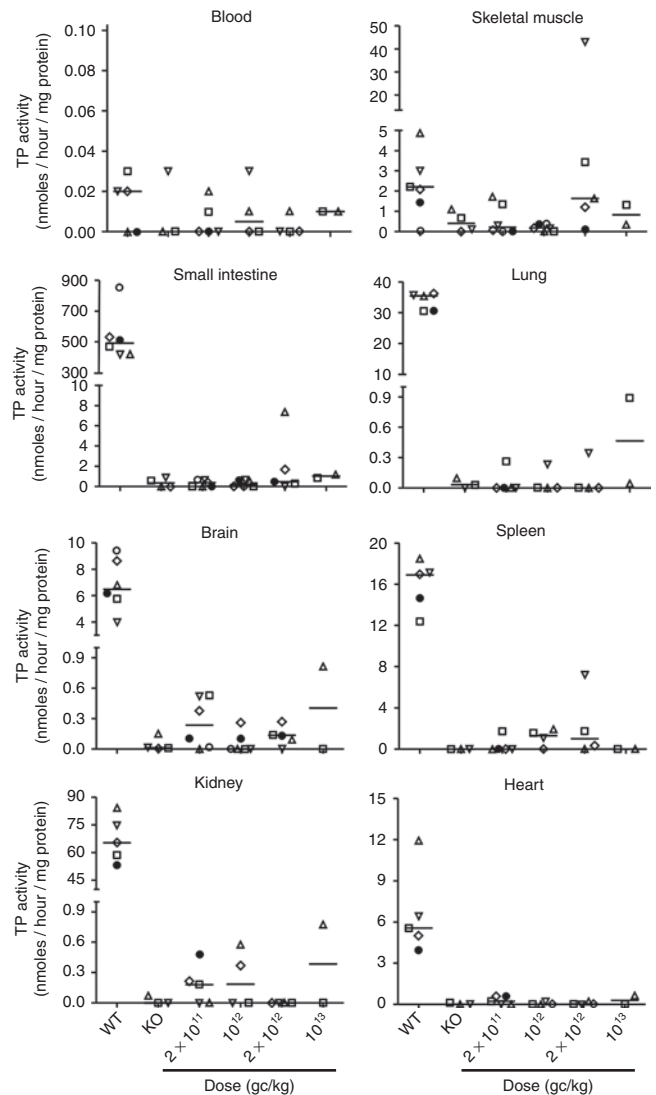 Blood
Skeletal muscle
TP activity
(nmoles / hour / mg protein)
0.10
0.08
0.06
0.04
0.02
0.00
50
40
30
20
10
5
4
3
2
1
0
Small intestine
Lung
TP activity
(nmoles / hour / mg protein)
900
700
500
300
10
8
6
4
2
0
40
30
20
10
0.9
0.6
0.3
0.0
Brain
Spleen
TP activity
(nmoles / hour / mg protein)
10
8
6
4
0.9
0.6
0.3
0.0
20
16
12
8
4
0
Kidney
Heart
TP activity
(nmoles / hour / mg protein)
90
75
60
45
0.9
0.6
0.3
0.0
15
12
9
6
3
0
WT
KO
2 × 10¹¹
10¹²
2 × 10¹²
10¹³
WT
KO
2 × 10¹¹
10¹²
2 × 10¹²
10¹³
Dose (gc/kg)
Dose (gc/kg)